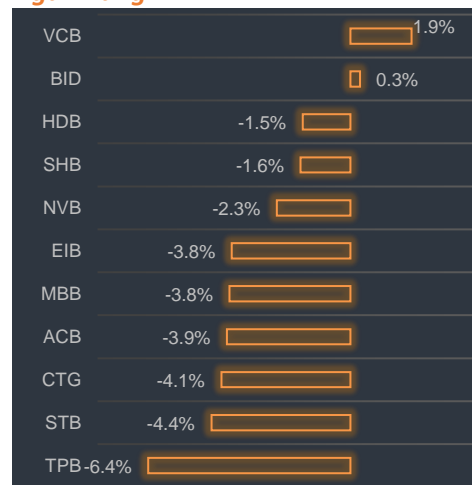 VCB 1.9%
BID 0.3%
HDB -1.5%
SHB -1.6%
NVB -2.3%
EIB -3.8%
MBB -3.8%
ACB -3.9%
CTG -4.1%
STB -4.4%
TPB -6.4%